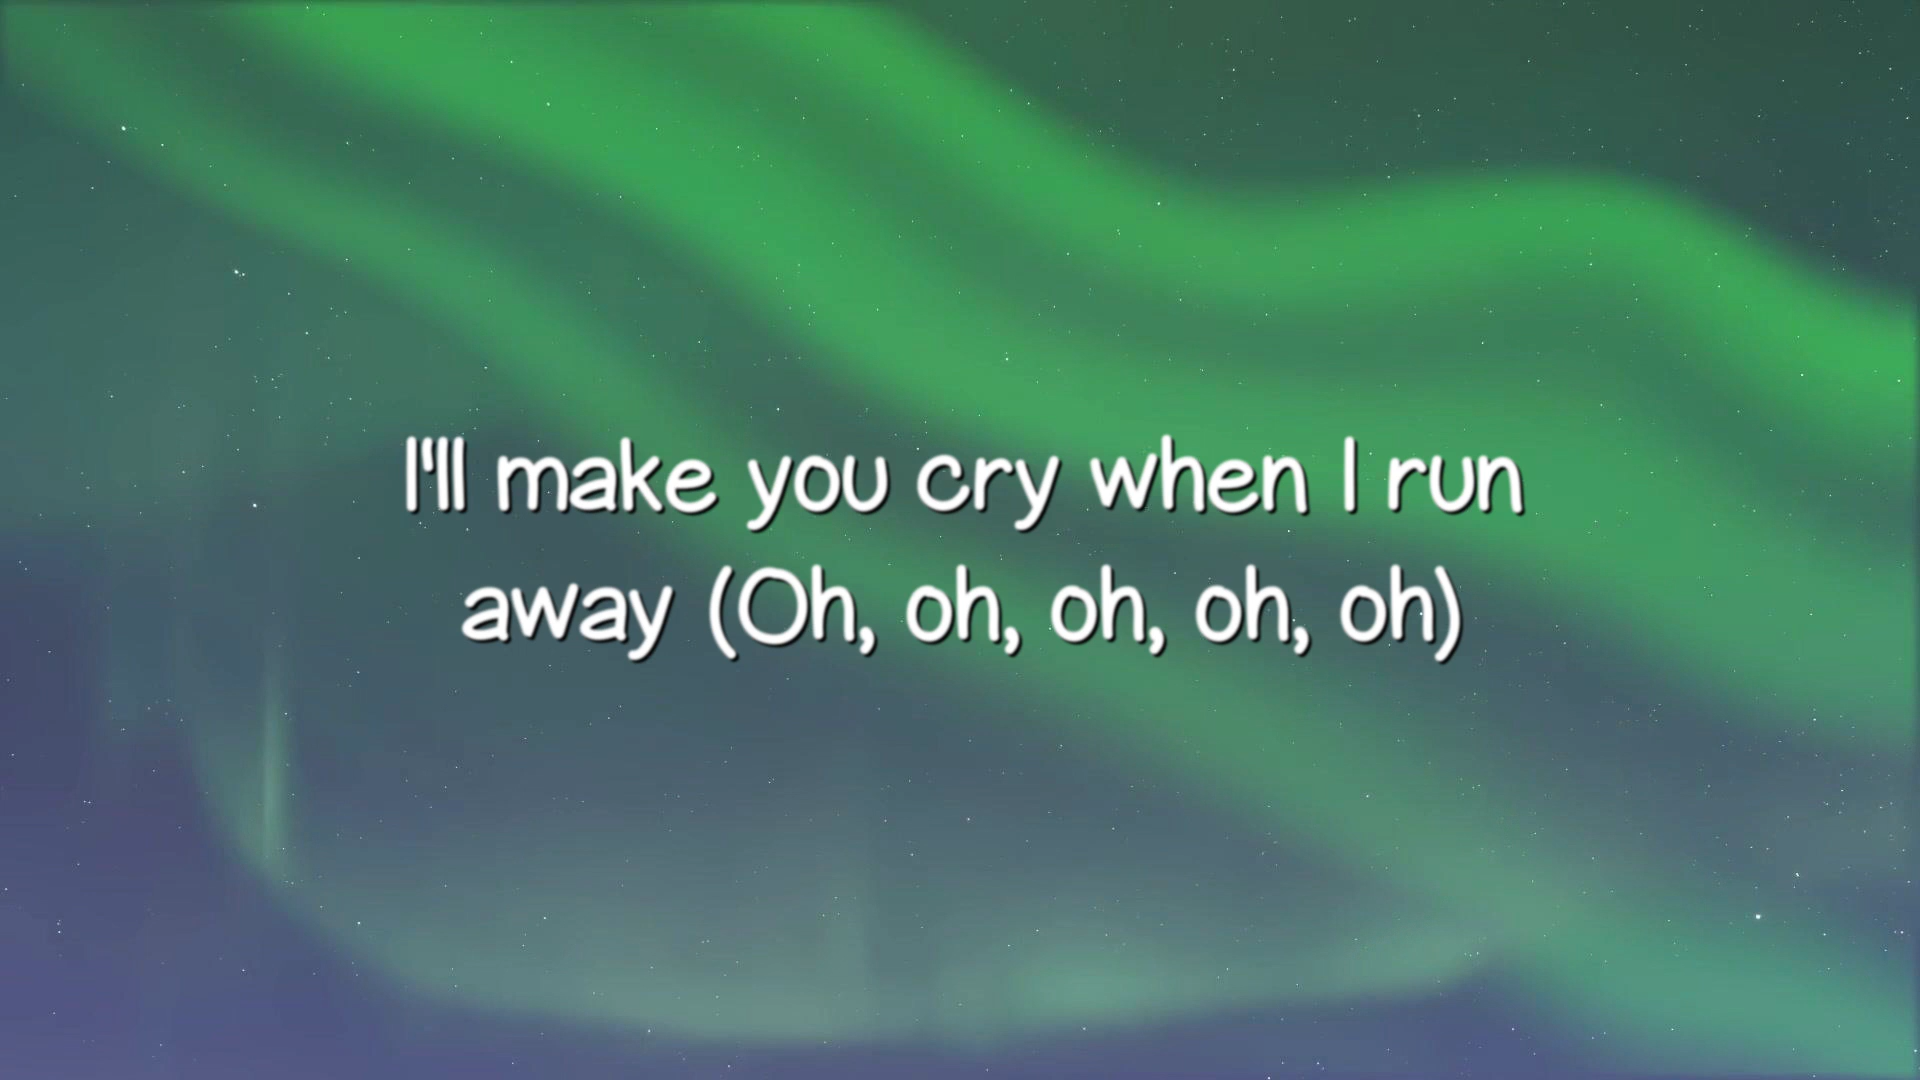 I'll make you cry when I run
away (Oh, oh, oh, oh, oh)